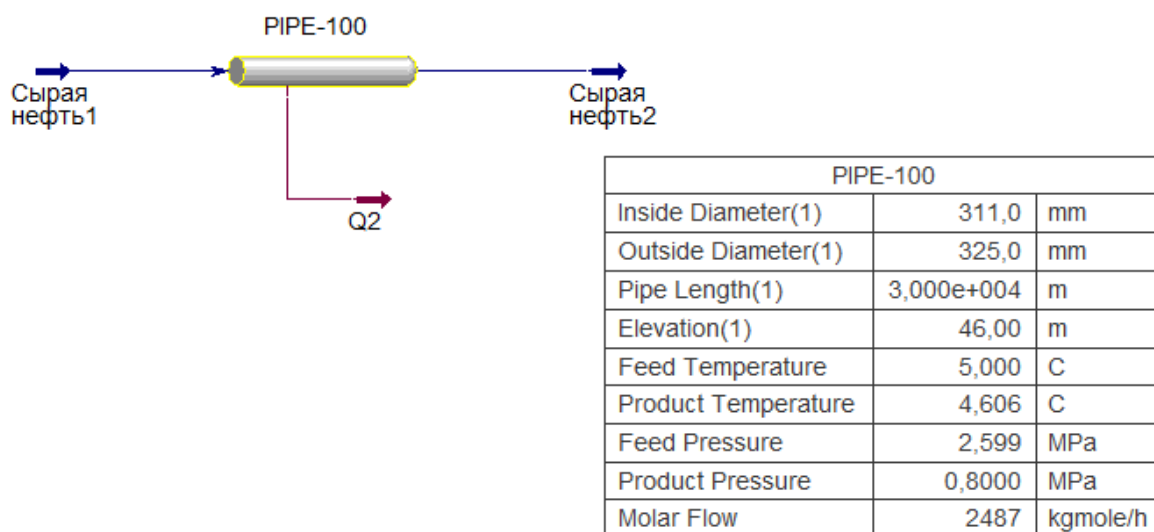 PIPE-100
Сырая
нефть1
Сырая
нефть2
Q2
PIPE-100
Inside Diameter(1) 311,0 mm
Outside Diameter(1) 325,0 mm
Pipe Length(1) 3,000e+004 m
Elevation(1) 46,00 m
Feed Temperature 5,000 C
Product Temperature 4,606 C
Feed Pressure 2,599 MPa
Product Pressure 0,8000 MPa
Molar Flow 2487 kgmole/h